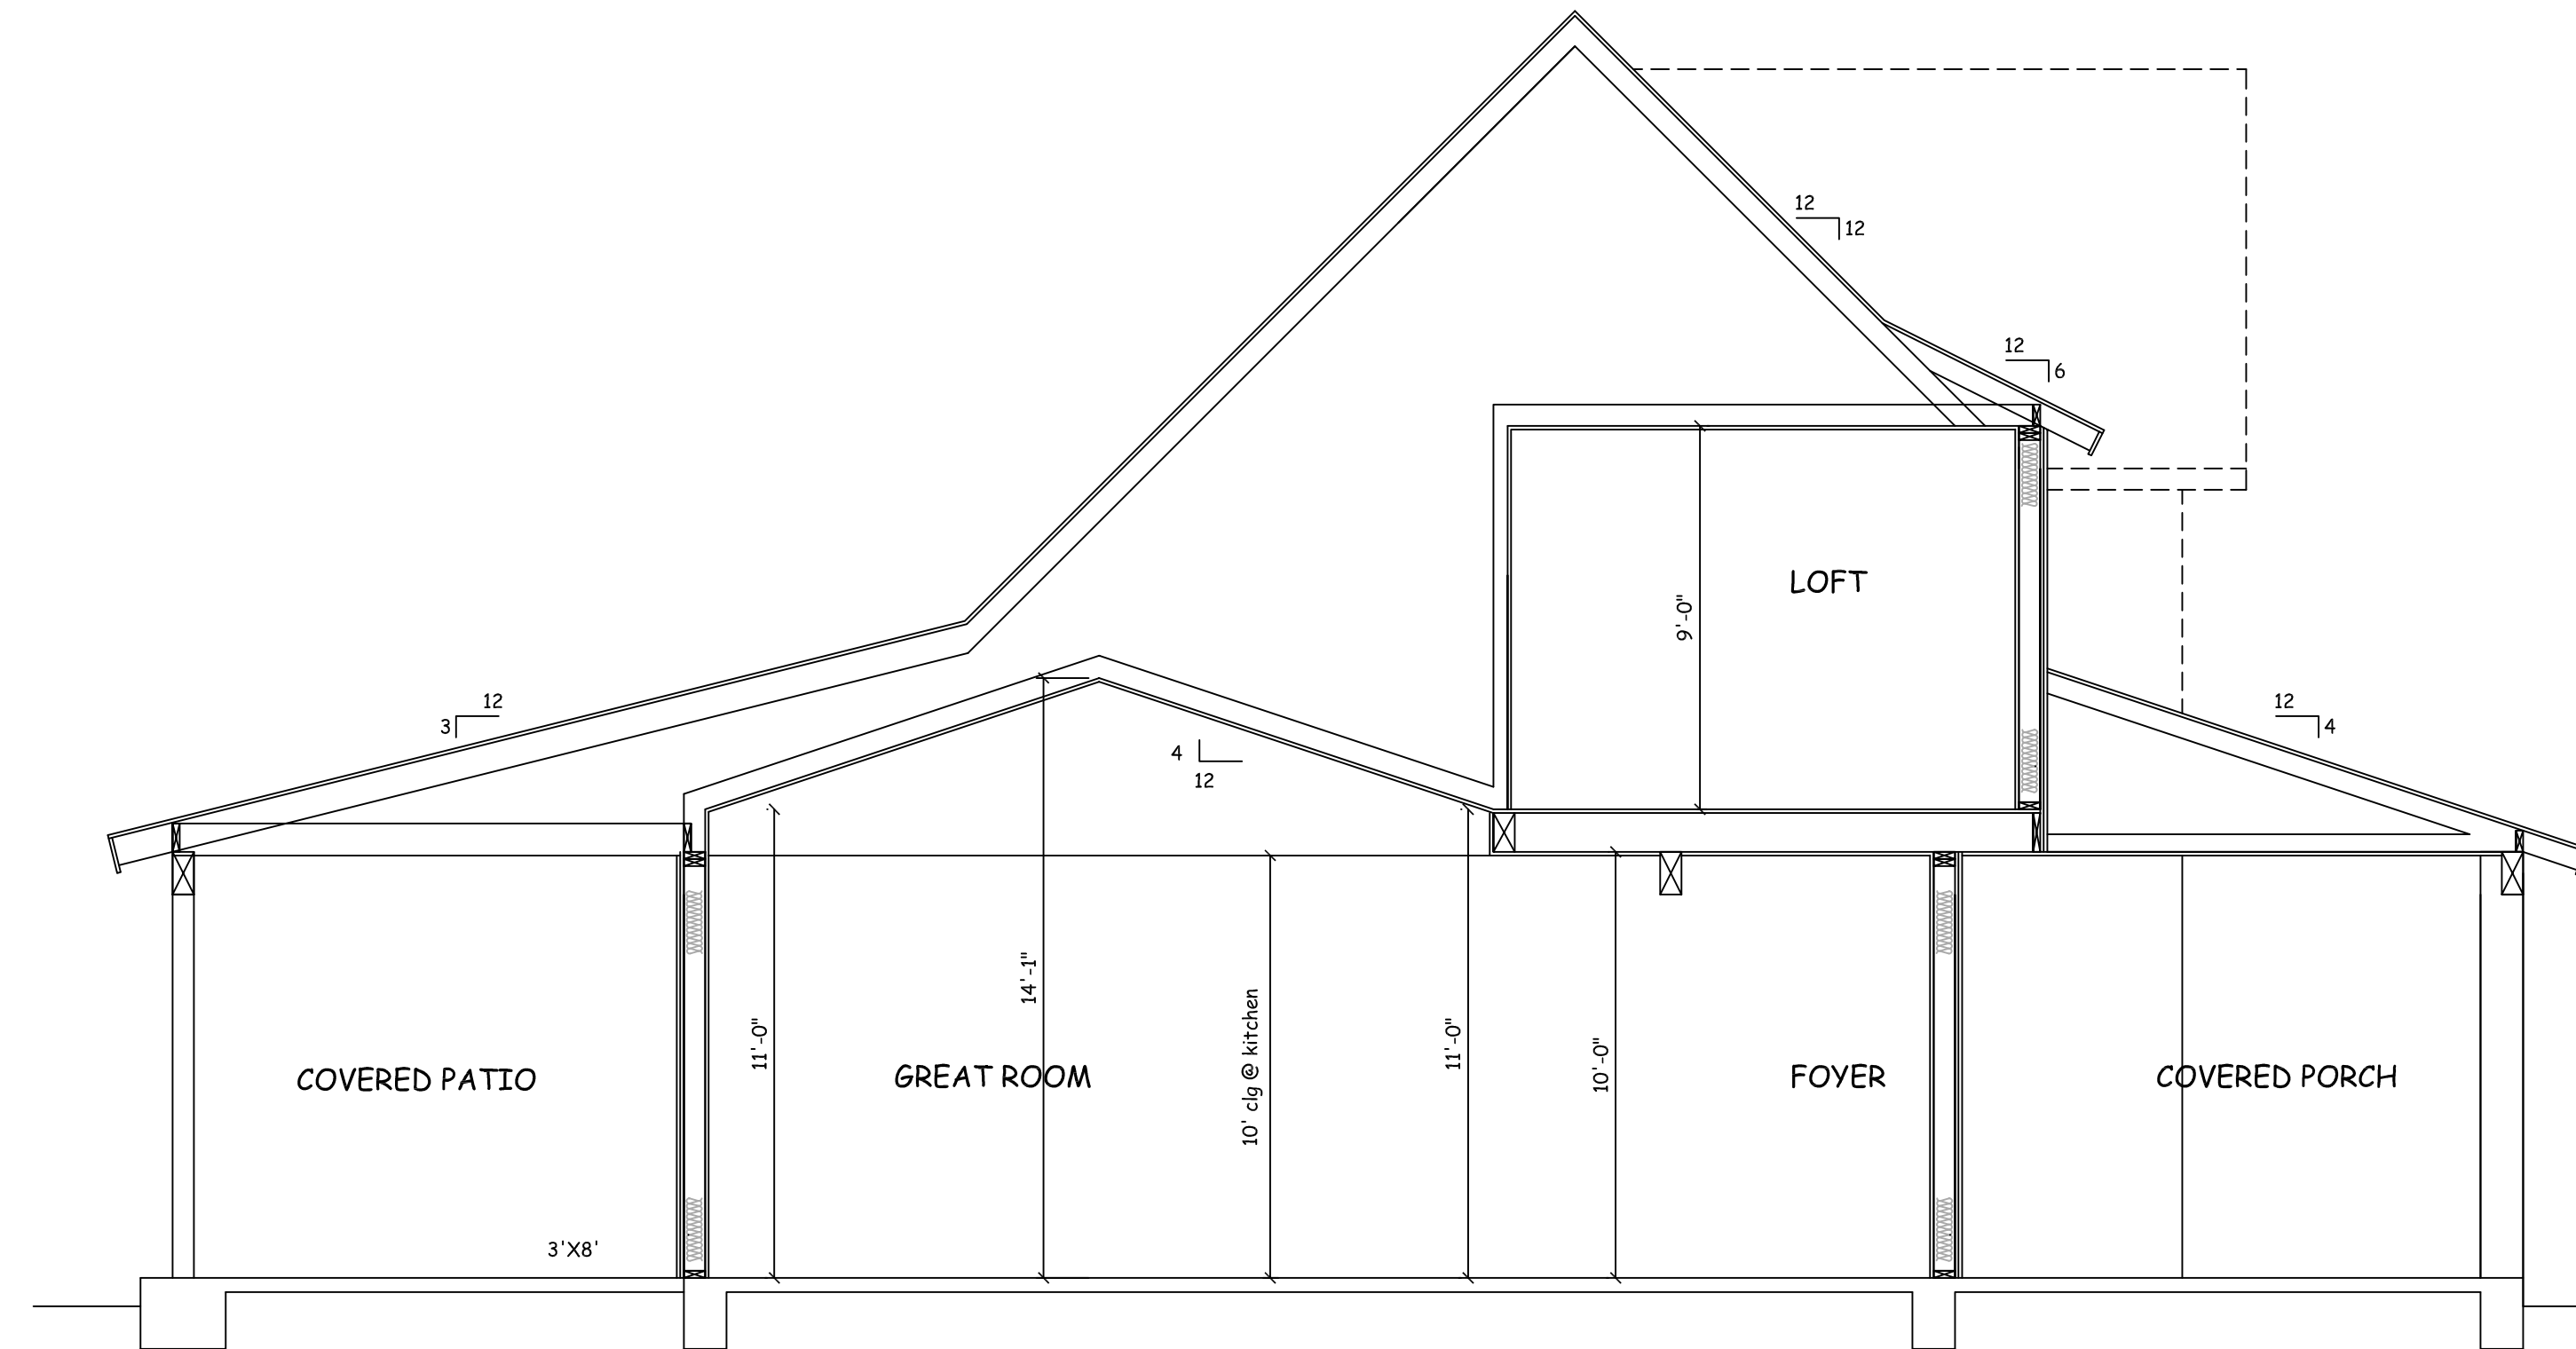 12
12
12
6
LOFT
9'-0"
12
3
12
4
4
12
14'-1"
11'-0"
10' clg @ kitchen
11'-0"
10'-0"
COVERED PATIO
GREAT ROOM
FOYER
COVERED PORCH
3'X8'